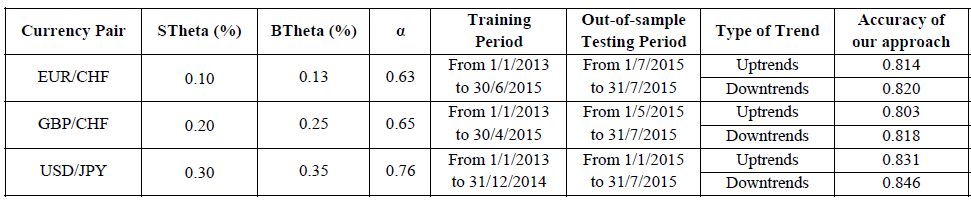 Currency Pair STheta (%) BTheta (%) α Training Period Out-of-sample Testing Period Type of Trend Accuracy of our approach
EUR/CHF 0.10 0.13 0.63 From 1/1/2013 to 30/6/2015 From 1/7/2015 to 31/7/2015 Uptrends 0.814
Downtrends 0.820
GBP/CHF 0.20 0.25 0.65 From 1/1/2013 to 30/4/2015 From 1/5/2015 to 31/7/2015 Uptrends 0.803
Downtrends 0.818
USD/JPY 0.30 0.35 0.76 From 1/1/2013 to 31/12/2014 From 1/1/2015 to 31/7/2015 Uptrends 0.831
Downtrends 0.846